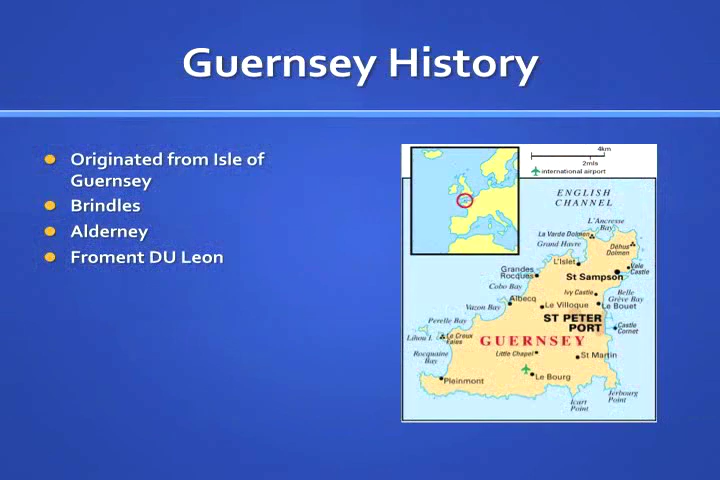 Guernsey History
Originated from Isle of
Guernsey
Brindles
Alderney
Froment DU Leon
4km
2mls
international airport
ENGLISH
CHANNEL
L'Ancresse
Bay
La Varde Dolmen
Grand Havre
Déhus
Dolmen
L'Islet
Vale
Castle
Grandes
Rocques
St Sampson
Cobo Bay
Ivy Castle
Belle
Grève Bay
Albecq
Le Villoque
Le Bouet
Vazon Bay
ST PETER
PORT
Perelle Bay
Castle
Cornet
Lihou I.
Le Creux
Faies
GUERNSEY
Rocquaine
Bay
Little Chapel
St Martin
Le Bourg
Pleinmont
Icart
Point
Jerbourg
Point